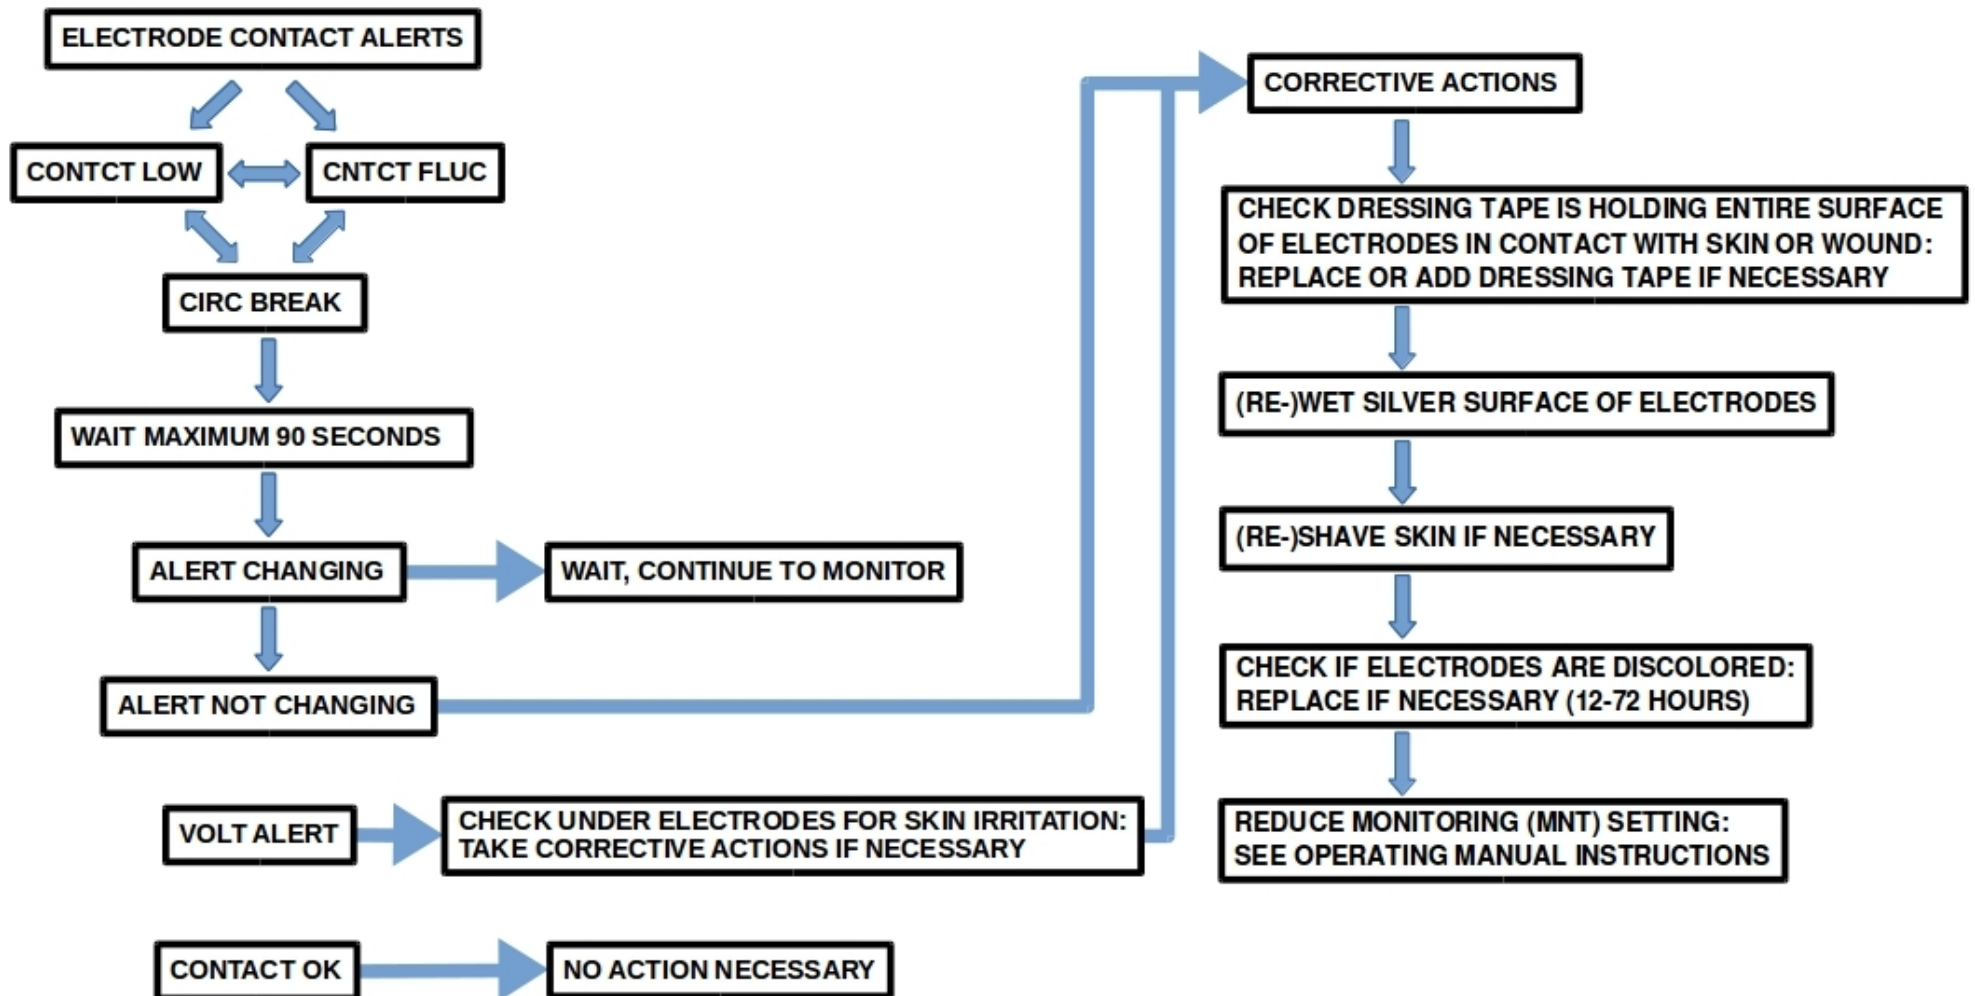 ELECTRODE CONTACT ALERTS
CONTCT LOW
CNTCT FLUC
CIRC BREAK
WAIT MAXIMUM 90 SECONDS
ALERT CHANGING
WAIT, CONTINUE TO MONITOR
ALERT NOT CHANGING
VOLT ALERT
CHECK UNDER ELECTRODES FOR SKIN IRRITATION:
TAKE CORRECTIVE ACTIONS IF NECESSARY
CONTACT OK
NO ACTION NECESSARY
CORRECTIVE ACTIONS
CHECK DRESSING TAPE IS HOLDING ENTIRE SURFACE
OF ELECTRODES IN CONTACT WITH SKIN OR WOUND:
REPLACE OR ADD DRESSING TAPE IF NECESSARY
(RE-)WET SILVER SURFACE OF ELECTRODES
(RE-)SHAVE SKIN IF NECESSARY
CHECK IF ELECTRODES ARE DISCOLORED:
REPLACE IF NECESSARY (12-72 HOURS)
REDUCE MONITORING (MNT) SETTING:
SEE OPERATING MANUAL INSTRUCTIONS